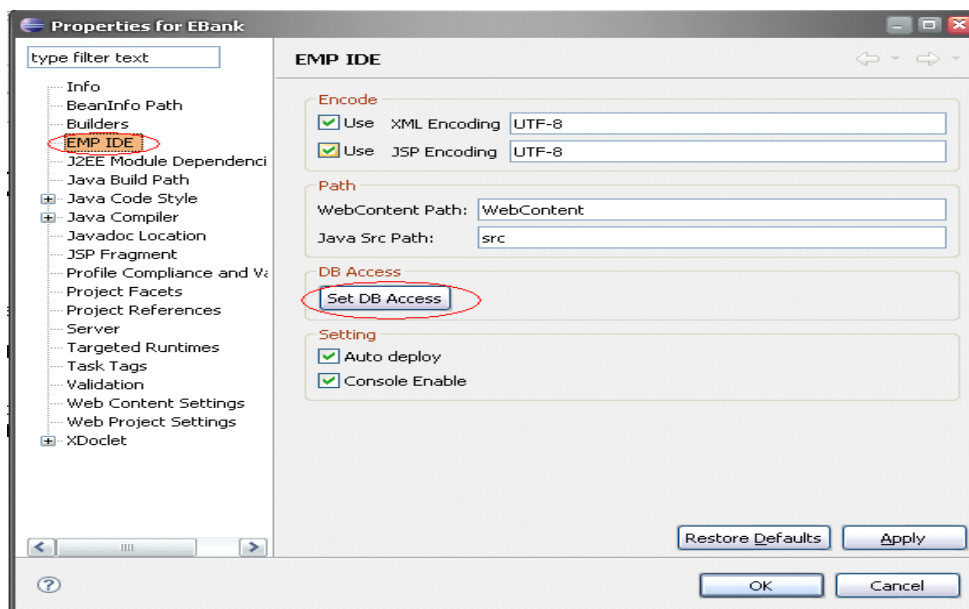 Properties for EBank
type filter text
Info
BeanInfo Path
Builders
EMP IDE
J2EE Module Dependenci
Java Build Path
Java Code Style
Java Compiler
Javadoc Location
JSP Fragment
Profile Compliance and Va
Project Facets
Project References
Server
Targeted Runtimes
Task Tags
Validation
Web Content Settings
Web Project Settings
XDoclet
EMP IDE
Encode
Use XML Encoding UTF-8
Use JSP Encoding UTF-8
Path
WebContent Path: WebContent
Java Src Path: src
DB Access
Set DB Access
Setting
Auto deploy
Console Enable
Restore Defaults Apply
OK Cancel